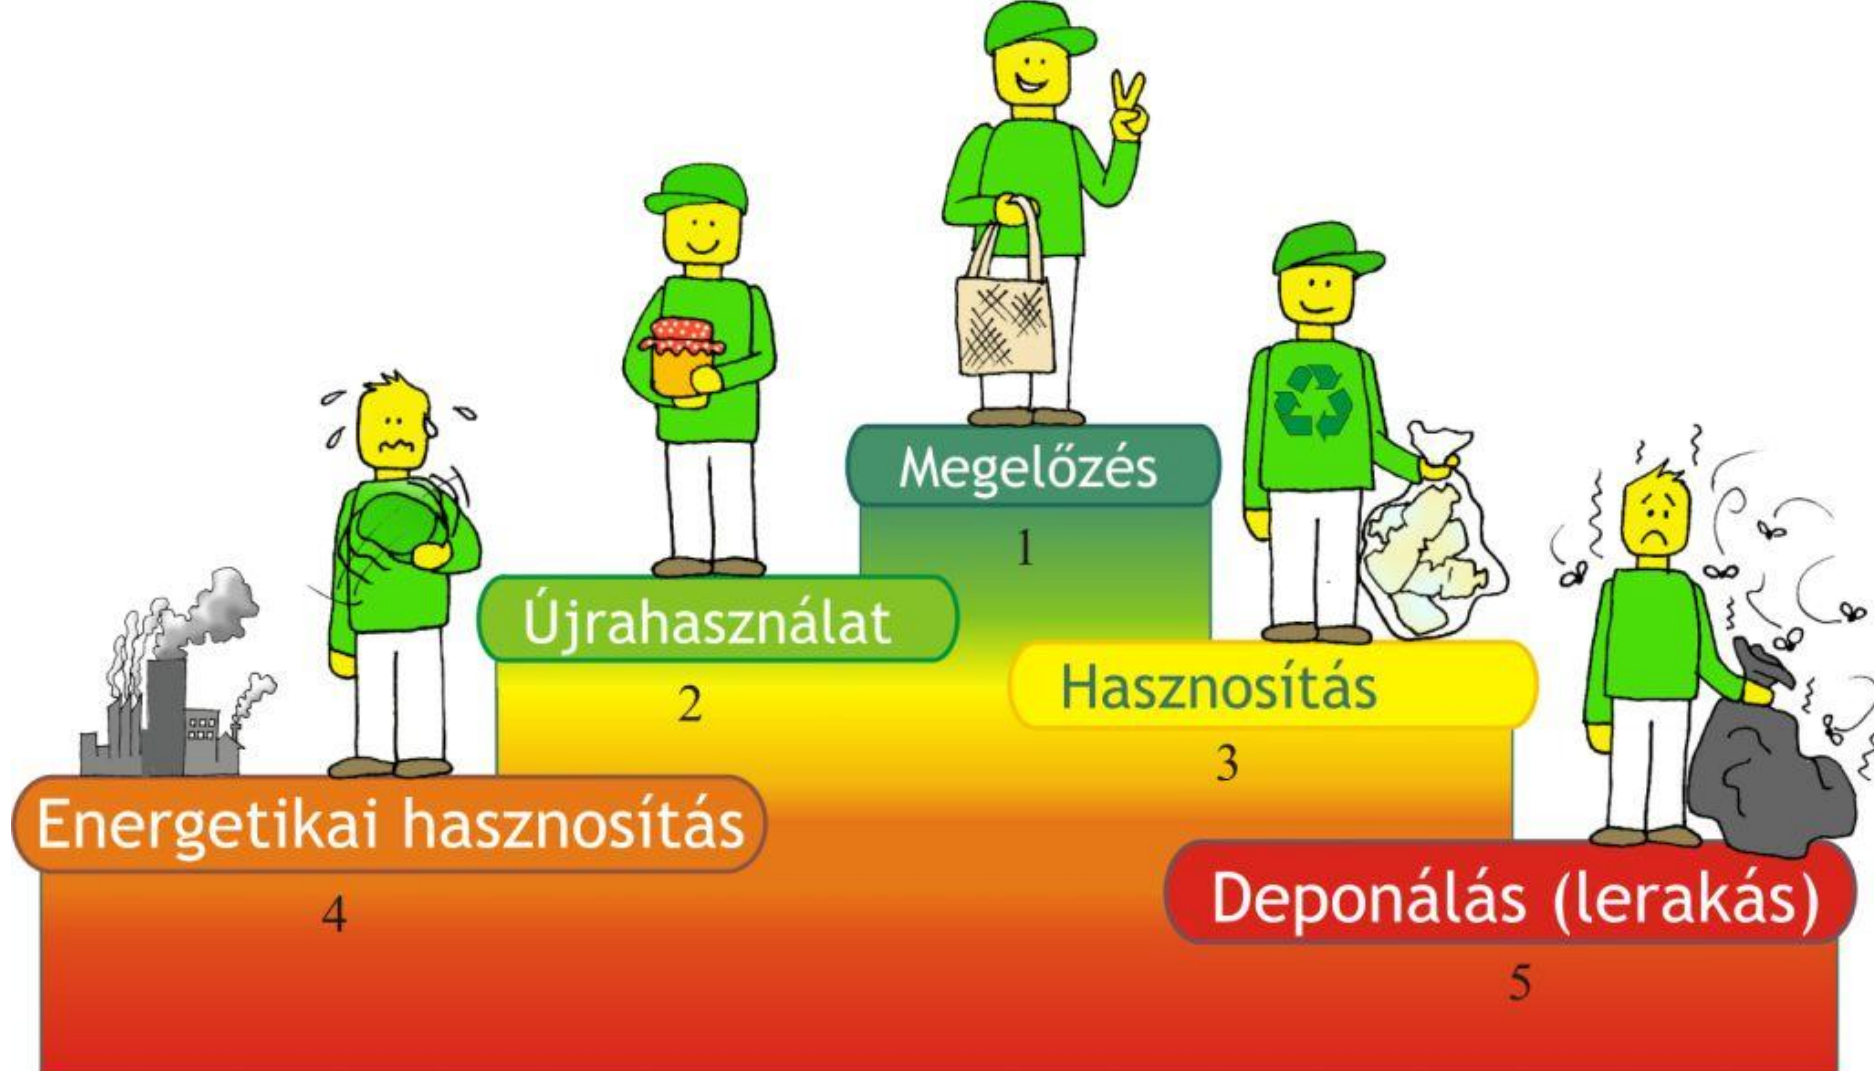 Megelőzés
1
Újrahasználat
2
Hasznosítás
3
Energetikai hasznosítás
4
Deponálás (lerakás)
5